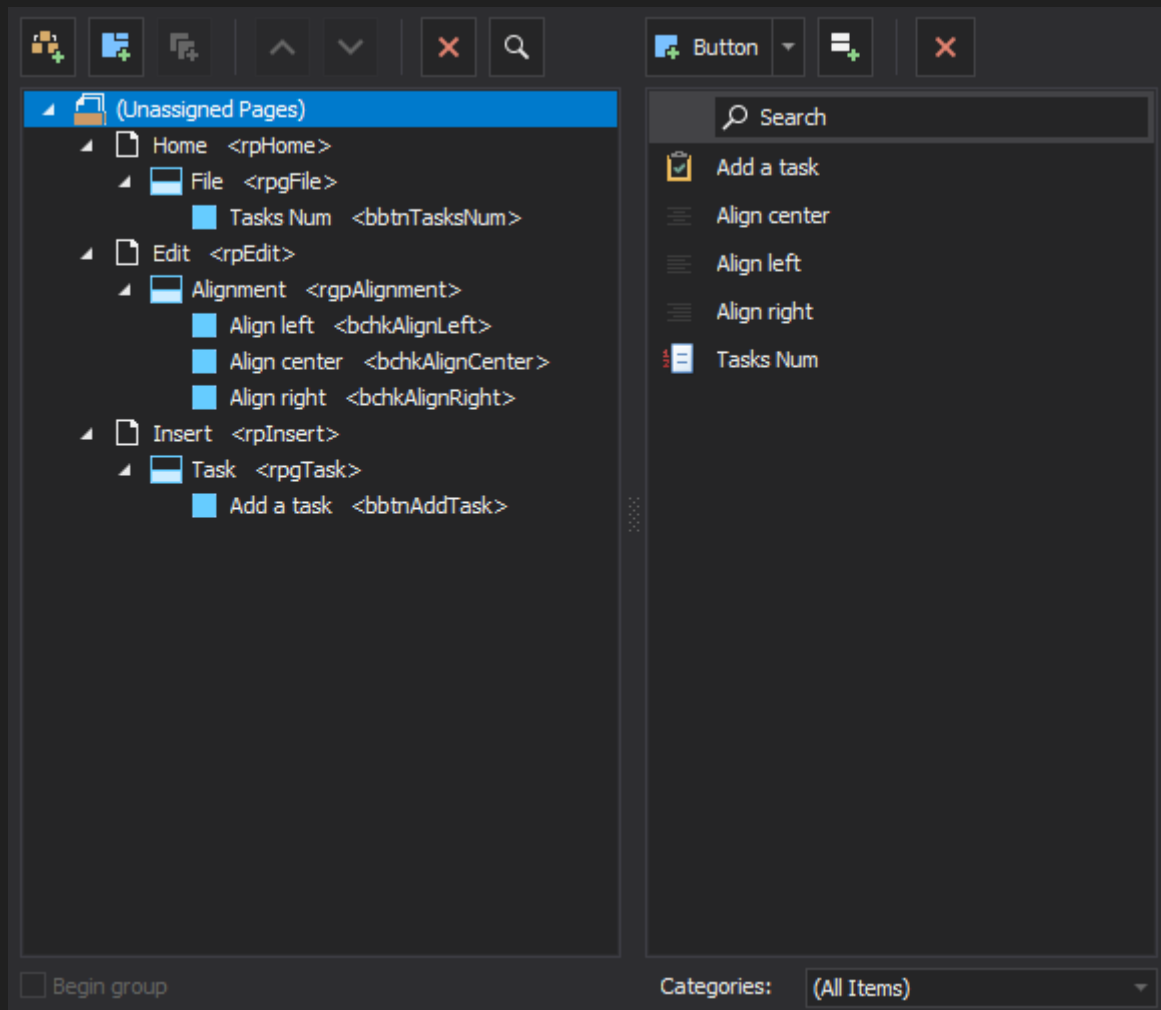 Button
(Unassigned Pages)
Home <rpHome>
File <rpgFile>
Tasks Num <bbtnTasksNum>
Edit <rpEdit>
Alignment <rgpAlignment>
Align left <bchkAlignLeft>
Align center <bchkAlignCenter>
Align right <bchkAlignRight>
Insert <rpInsert>
Task <rpgTask>
Add a task <bbtnAddTask>
Begin group
Search
Add a task
Align center
Align left
Align right
Tasks Num
Categories: (All Items)